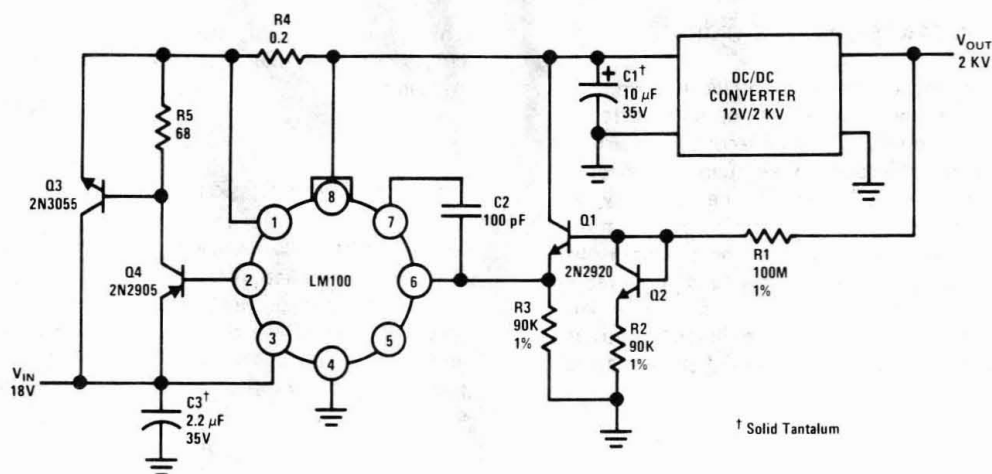 R4
0.2
R5
68
Q3
2N3055
Q4
2N2905
V_IN
18V
C3†
2.2 µF
35V
1
2
3
4
5
6
7
8
LM100
C2
100 pF
C1†
10 µF
35V
+
DC/DC
CONVERTER
12V/2 KV
V_OUT
2 KV
Q1
2N2920
Q2
R1
100M
1%
R3
90K
1%
R2
90K
1%
† Solid Tantalum